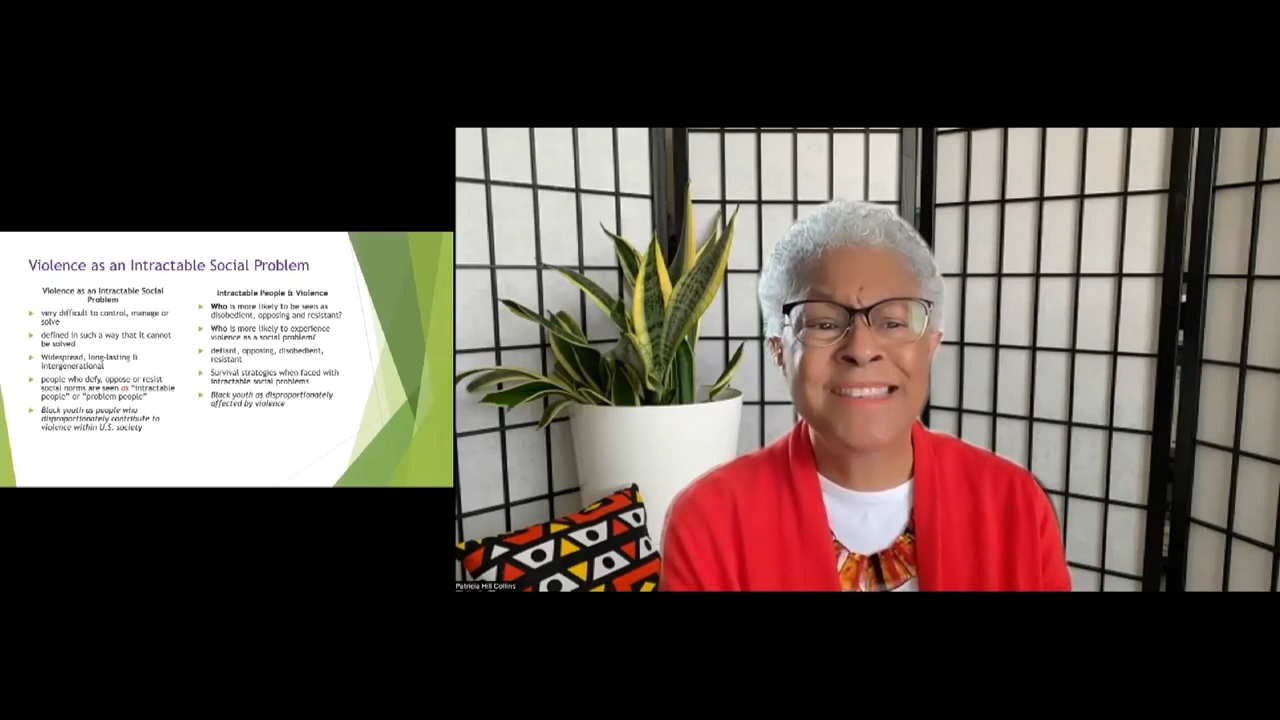 Violence as an Intractable Social Problem
Violence as an Intractable Social
Problem
very difficult to control, manage or
solve
defined in such a way that it cannot
be solved
Widespread, long-lasting &
intergenerational
people who defy, oppose or resist
social norms are seen as "intractable
people" or "problem people"
Black youth as people who
disproportionately contribute to
violence within U.S. society
Intractable People & Violence
Who is more likely to be seen as
disobedient, opposing and resistant?
Who is more likely to experience
violence as a social problem?
defiant, opposing, disobedient,
resistant
Survival strategies when faced with
intractable social problems
Black youth as disproportionately
affected by violence
Patricia Hill Collins